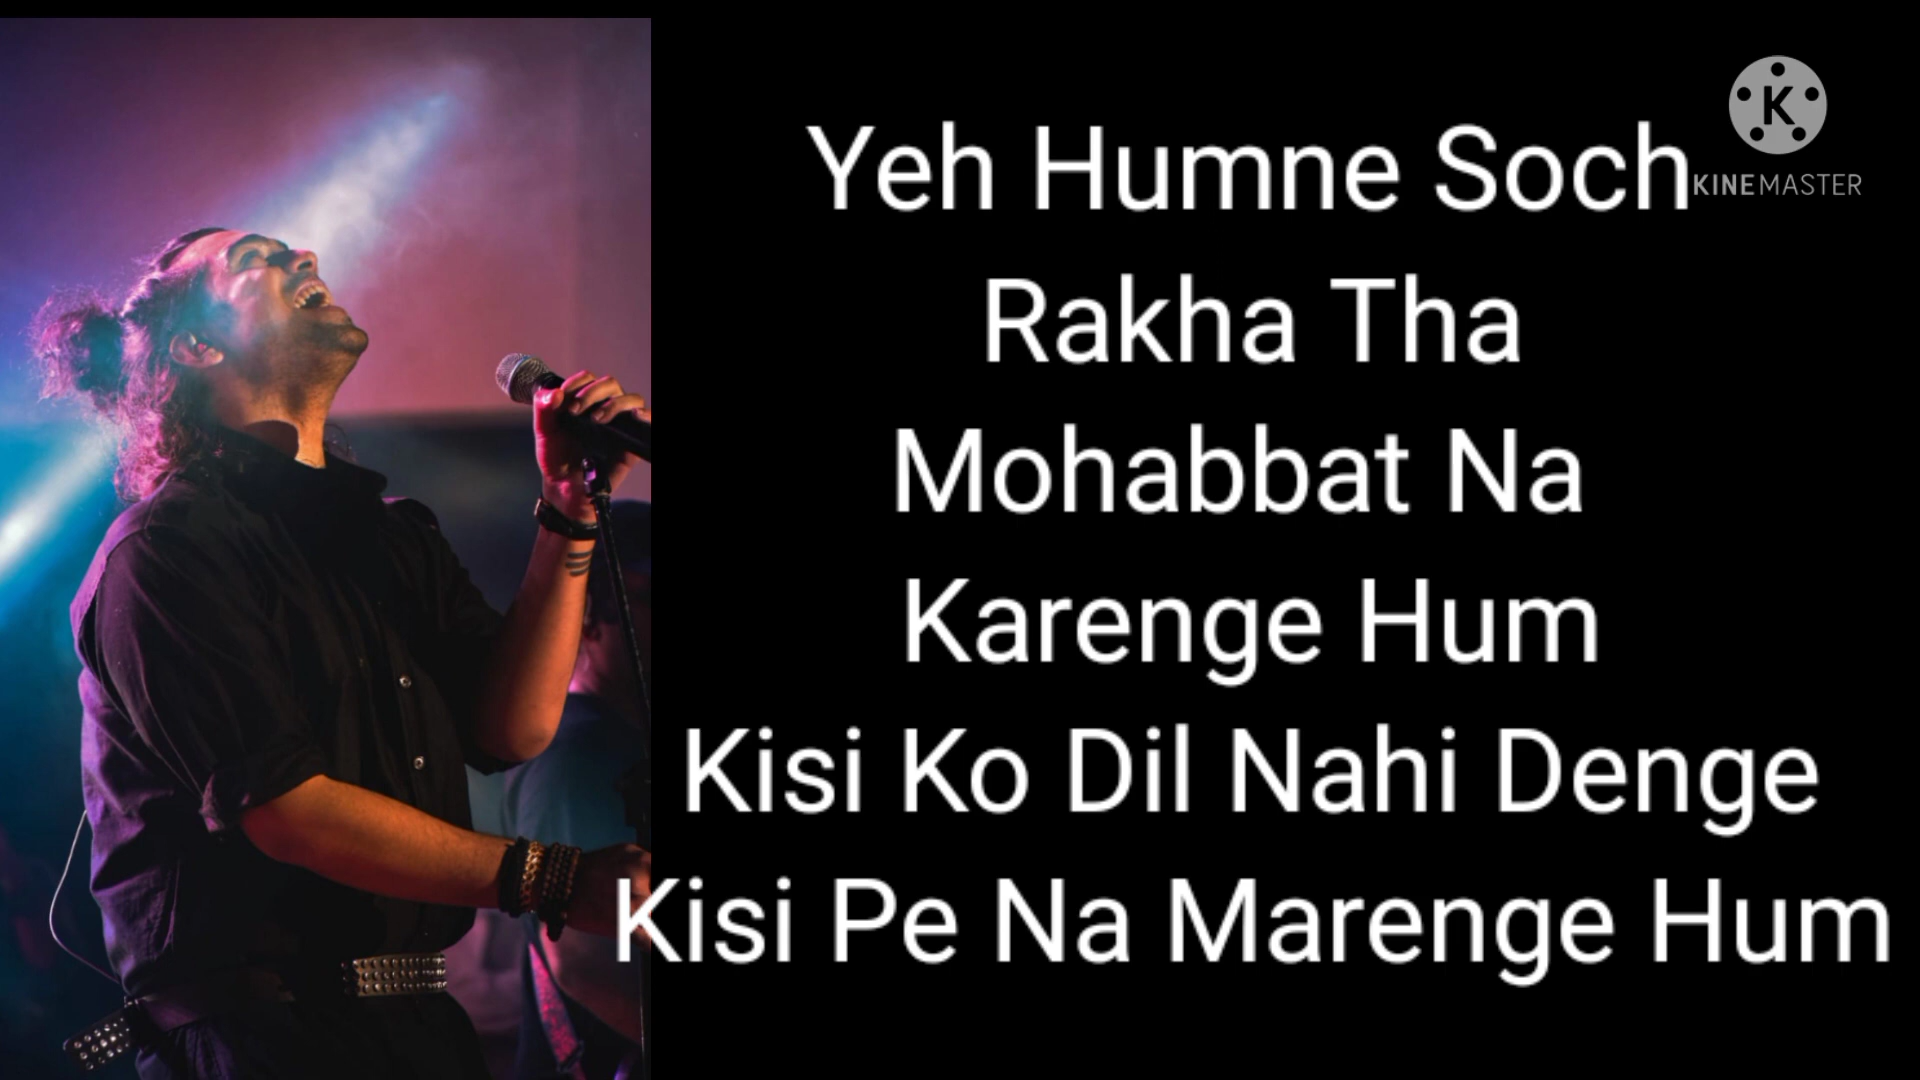 Yeh Humne Soch
Rakha Tha
Mohabbat Na
Karenge Hum
Kisi Ko Dil Nahi Denge
Kisi Pe Na Marenge Hum
K
KINEMASTER